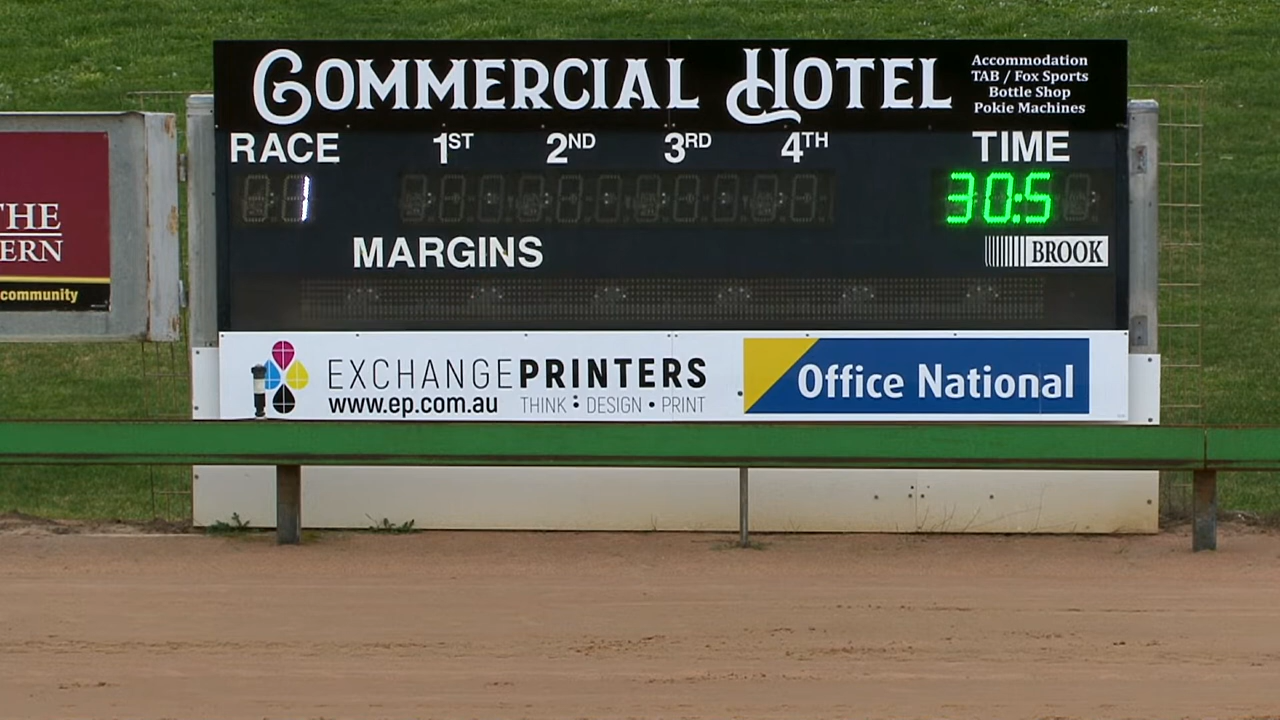 COMMERCIAL HOTEL
Accommodation
TAB / Fox Sports
Bottle Shop
Pokie Machines
RACE 1ST 2ND 3RD 4TH TIME
1 30:5
MARGINS
BROOK
THE
ERN
community
EXCHANGEPRINTERS
www.ep.com.au THINK • DESIGN • PRINT
Office National